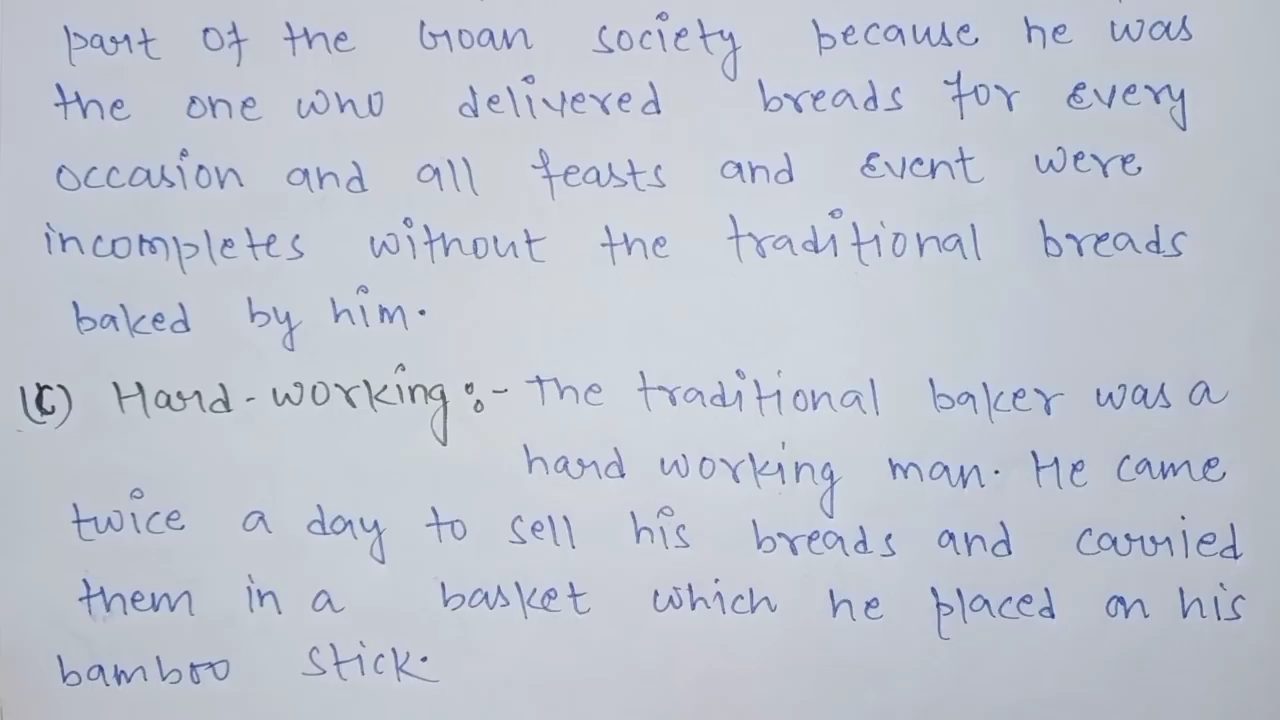 part of the Goan society because he was
the one who delivered breads for every
occasion and all feasts and event were
incompletes without the traditional breads
baked by him.
(C) Hard-working :- The traditional baker was a
hard working man. He came
twice a day to sell his breads and carried
them in a basket which he placed on his
bamboo stick.